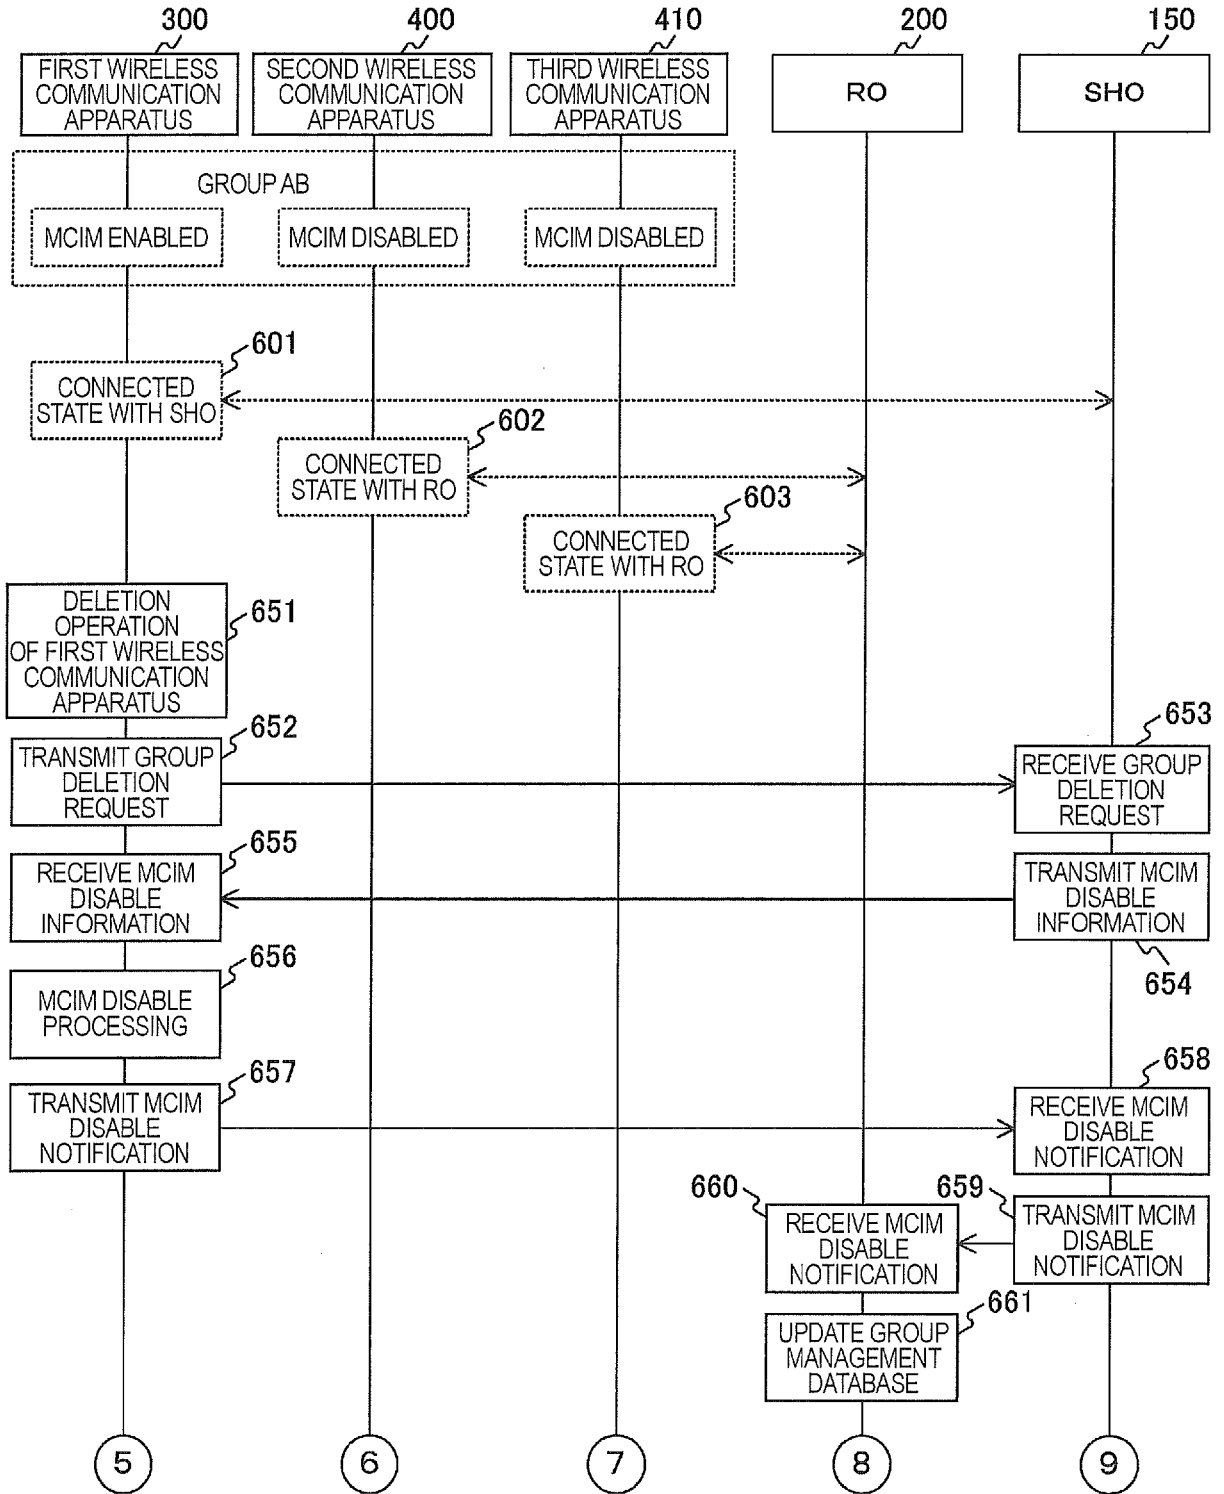 300
400
410
200
150
FIRST WIRELESS
COMMUNICATION
APPARATUS
SECOND WIRELESS
COMMUNICATION
APPARATUS
THIRD WIRELESS
COMMUNICATION
APPARATUS
RO
SHO
GROUP AB
MCIM ENABLED
MCIM DISABLED
MCIM DISABLED
601
CONNECTED
STATE WITH SHO
602
CONNECTED
STATE WITH RO
603
CONNECTED
STATE WITH RO
651
DELETION
OPERATION
OF FIRST WIRELESS
COMMUNICATION
APPARATUS
652
TRANSMIT GROUP
DELETION
REQUEST
653
RECEIVE GROUP
DELETION
REQUEST
655
RECEIVE MCIM
DISABLE
INFORMATION
TRANSMIT MCIM
DISABLE
INFORMATION
654
656
MCIM DISABLE
PROCESSING
657
TRANSMIT MCIM
DISABLE
NOTIFICATION
658
RECEIVE MCIM
DISABLE
NOTIFICATION
660
RECEIVE MCIM
DISABLE
NOTIFICATION
659
TRANSMIT MCIM
DISABLE
NOTIFICATION
661
UPDATE GROUP
MANAGEMENT
DATABASE
5
6
7
8
9